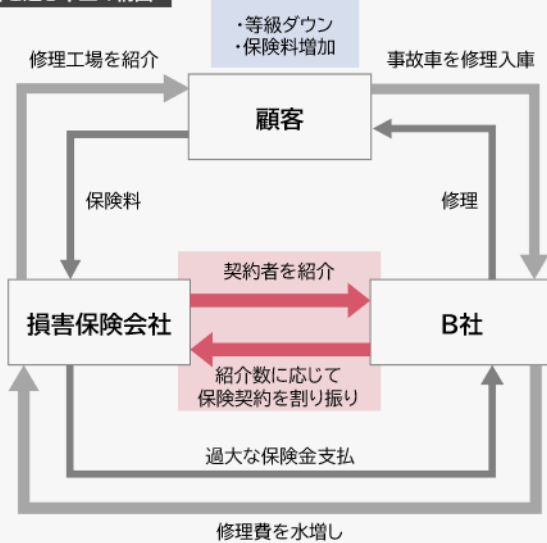 ・等級ダウン
・保険料増加
修理工場を紹介
事故車を修理入庫
顧客
保険料
修理
契約者を紹介
損害保険会社
B社
紹介数に応じて
保険契約を割り振り
過大な保険金支払
修理費を水増し